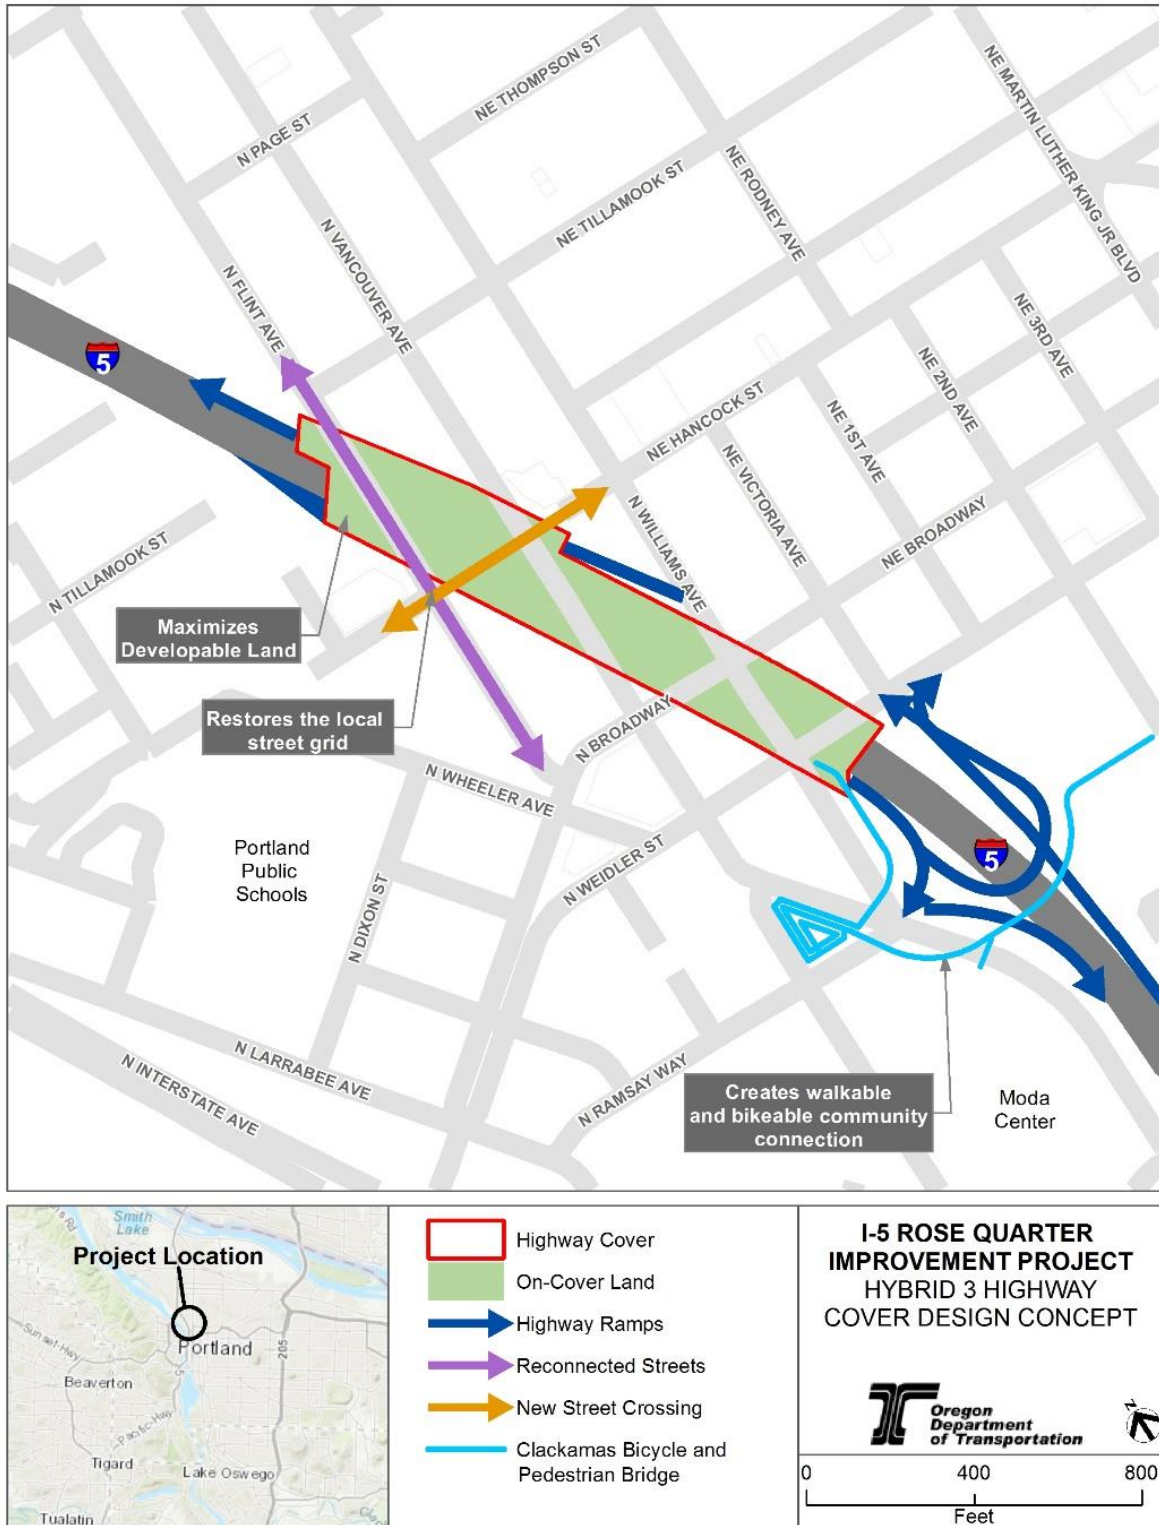 NE THOMPSON ST
N PAGE ST
NE MARTIN LUTHER KING JR BLVD
NE RODNEY AVE
NE TILLAMOOK ST
N VANCOUVER AVE
N FLINT AVE
NE 3RD AVE
NE 2ND AVE
5
NE HANCOCK ST
NE 1ST AVE
NE VICTORIA AVE
N WILLIAMS AVE
NE BROADWAY
N TILLAMOOK ST
Maximizes
Developable Land
Restores the local
street grid
N BROADWAY
N WHEELER AVE
Portland
Public
Schools
N WEIDLER ST
5
N DIXON ST
N LARRABEE AVE
N INTERSTATE AVE
N RAMSAY WAY
Creates walkable
and bikeable community
connection
Moda
Center
Smith
Lake
Project Location
Portland
Sunset-Hwy
205
5
Beaverton
Pacific-Hwy
Tigard
Lake Oswego
Tualatin
Highway Cover
On-Cover Land
Highway Ramps
Reconnected Streets
New Street Crossing
Clackamas Bicycle and
Pedestrian Bridge
I-5 ROSE QUARTER
IMPROVEMENT PROJECT
HYBRID 3 HIGHWAY
COVER DESIGN CONCEPT
Oregon
Department
of Transportation
N
0 400 800
Feet